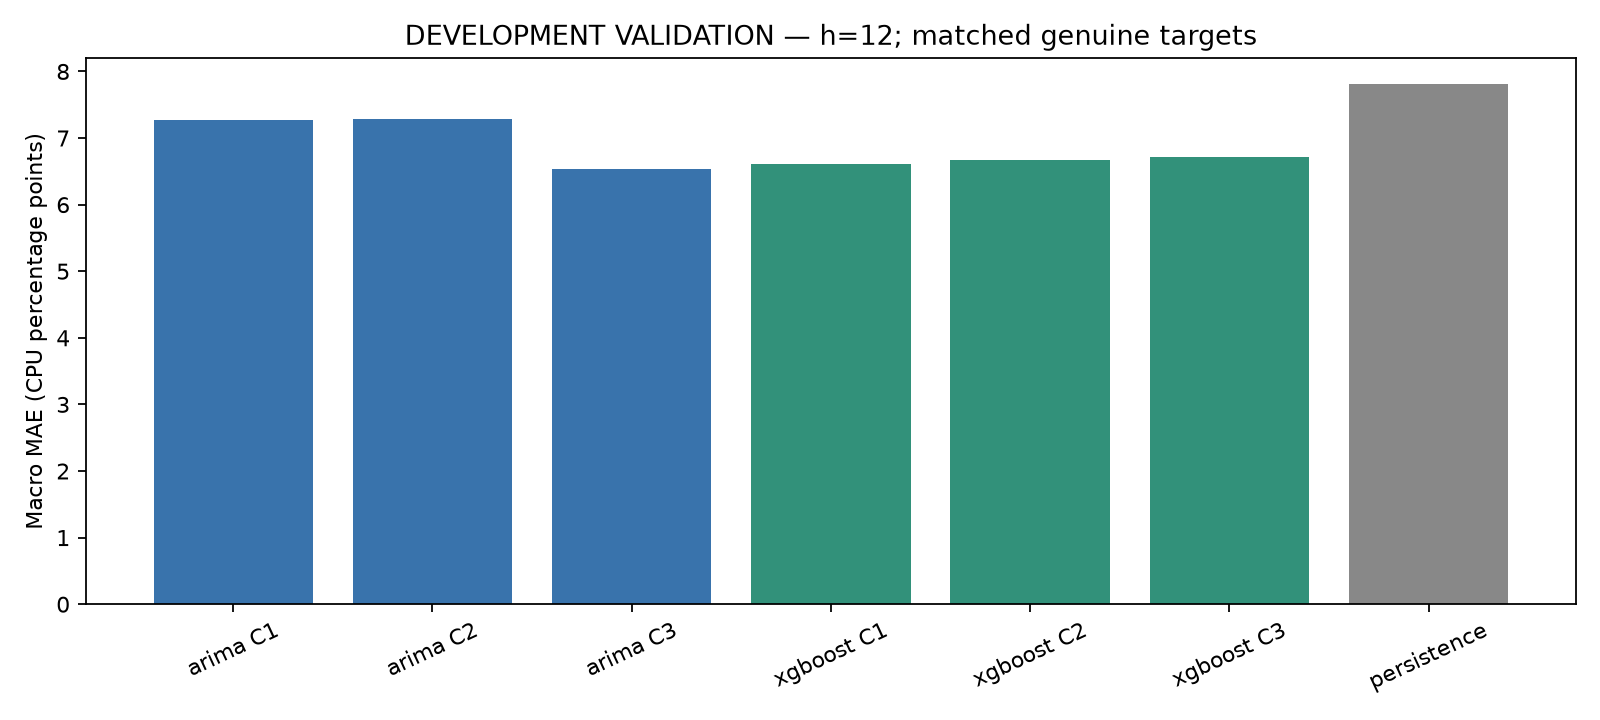 DEVELOPMENT VALIDATION — h=12; matched genuine targets
Macro MAE (CPU percentage points)
8
7
6
5
4
3
2
1
0
arima C1
arima C2
arima C3
xgboost C1
xgboost C2
xgboost C3
persistence